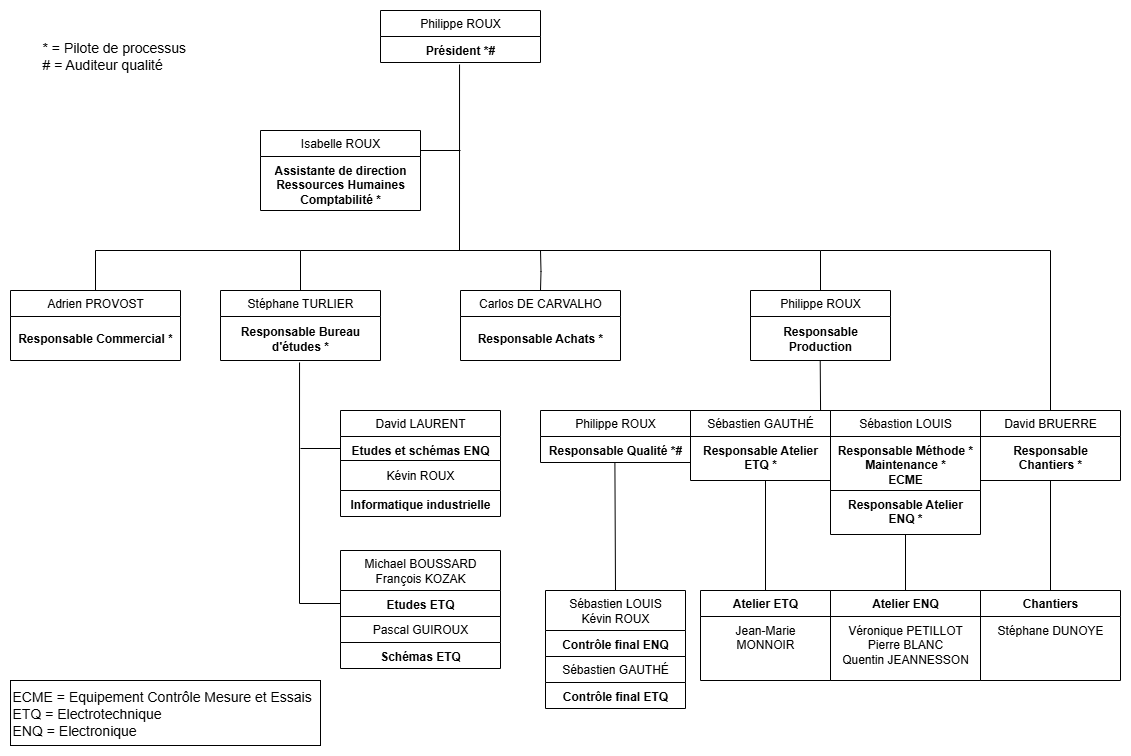 Philippe ROUX
Président *#
* = Pilote de processus
# = Auditeur qualité
Isabelle ROUX
Assistante de direction
Ressources Humaines
Comptabilité *
Adrien PROVOST
Responsable Commercial *
Stéphane TURLIER
Responsable Bureau
d'études *
Carlos DE CARVALHO
Responsable Achats *
Philippe ROUX
Responsable
Production
David LAURENT
Etudes et schémas ENQ
Kévin ROUX
Informatique industrielle
Philippe ROUX
Responsable Qualité *#
Sébastien GAUTHÉ
Responsable Atelier
ETQ *
Sébastion LOUIS
Responsable Méthode *
Maintenance *
ECME
Responsable Atelier
ENQ *
David BRUERRE
Responsable
Chantiers *
Michael BOUSSARD
François KOZAK
Etudes ETQ
Pascal GUIROUX
Schémas ETQ
Sébastien LOUIS
Kévin ROUX
Contrôle final ENQ
Sébastien GAUTHÉ
Contrôle final ETQ
Atelier ETQ
Jean-Marie
MONNOIR
Atelier ENQ
Véronique PETILLOT
Pierre BLANC
Quentin JEANNESSON
Chantiers
Stéphane DUNOYE
ECME = Equipement Contrôle Mesure et Essais
ETQ = Electrotechnique
ENQ = Electronique